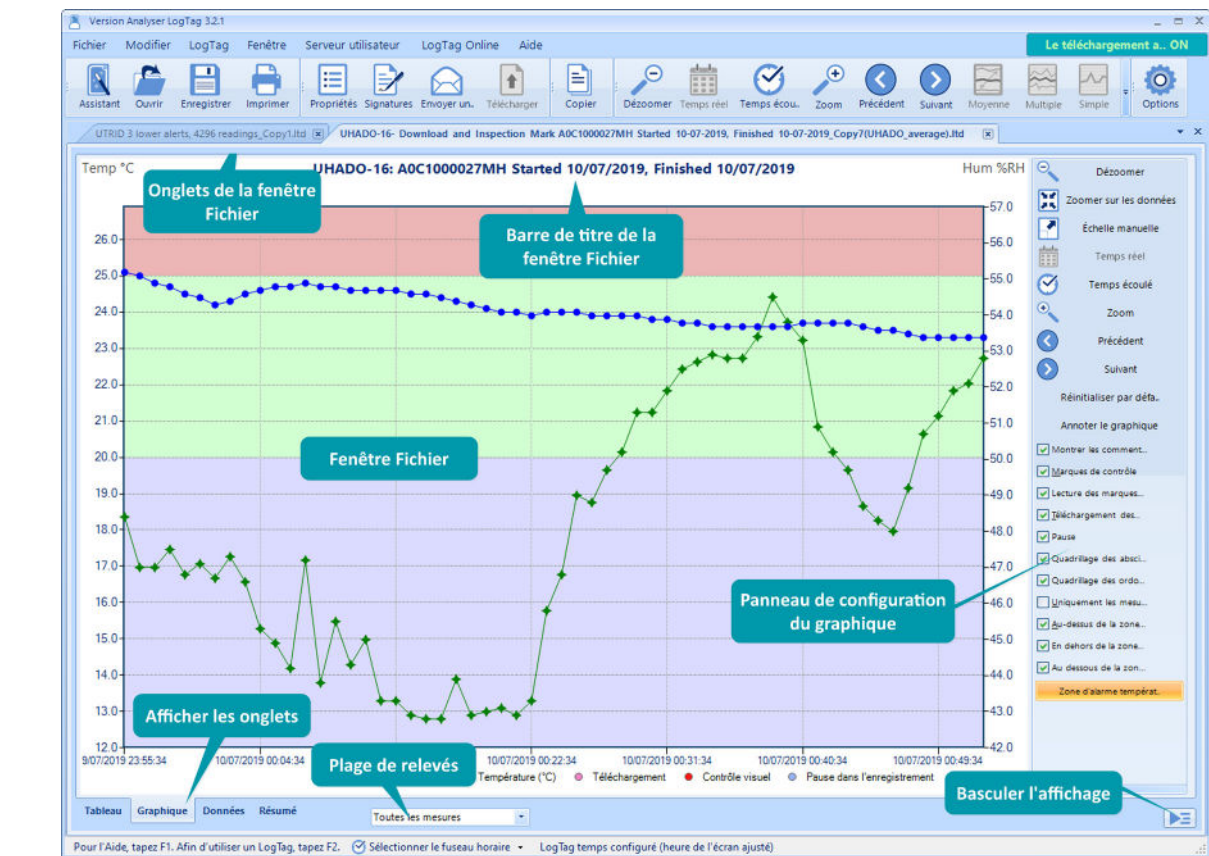 Version Analyser LogTag 3.2.1
Fichier Modifier LogTag Fenêtre Serveur utilisateur LogTag Online Aide
Le téléchargement a.. ON
Assistant Ouvrir Enregistrer Imprimer Propriétés Signatures Envoyer un.. Télécharger Copier Dézoomer Temps réel Temps écou.. Zoom Précédent Suivant Moyenne Multiple Simple Options
UTRID 3 lower alerts, 4296 readings_Copy1.ltd
UHADO-16- Download and Inspection Mark A0C1000027MH Started 10-07-2019, Finished 10-07-2019_Copy7(UHADO_average).ltd
Temp °C
UHADO-16: A0C1000027MH Started 10/07/2019, Finished 10/07/2019
Hum %RH
Onglets de la fenêtre
Fichier
Barre de titre de la
fenêtre Fichier
26.0
25.0
24.0
23.0
22.0
21.0
20.0
19.0
18.0
17.0
16.0
15.0
14.0
13.0
12.0
57.0
56.0
55.0
54.0
53.0
52.0
51.0
50.0
49.0
48.0
47.0
46.0
45.0
44.0
43.0
42.0
Fenêtre Fichier
Panneau de configuration
du graphique
Afficher les onglets
Plage de relevés
Basculer l'affichage
9/07/2019 23:55:34 10/07/2019 00:04:34 10/07/2019 00:22:34 10/07/2019 00:31:34 10/07/2019 00:40:34 10/07/2019 00:49:34
Température (°C) Téléchargement Contrôle visuel Pause dans l'enregistrement
Dézoomer
Zoomer sur les données
Échelle manuelle
Temps réel
Temps écoulé
Zoom
Précédent
Suivant
Réinitialiser par défa..
Annoter le graphique
Montrer les comment...
Marques de contrôle
Lecture des marques...
Téléchargement des...
Pause
Quadrillage des absci...
Quadrillage des ordo...
Uniquement les mesu...
Au-dessus de la zone...
En dehors de la zone...
Au dessous de la zon...
Zone d'alarme températ..
Tableau Graphique Données Résumé
Toutes les mesures
Pour l'Aide, tapez F1. Afin d'utiliser un LogTag, tapez F2. Sélectionner le fuseau horaire LogTag temps configuré (heure de l'écran ajusté)